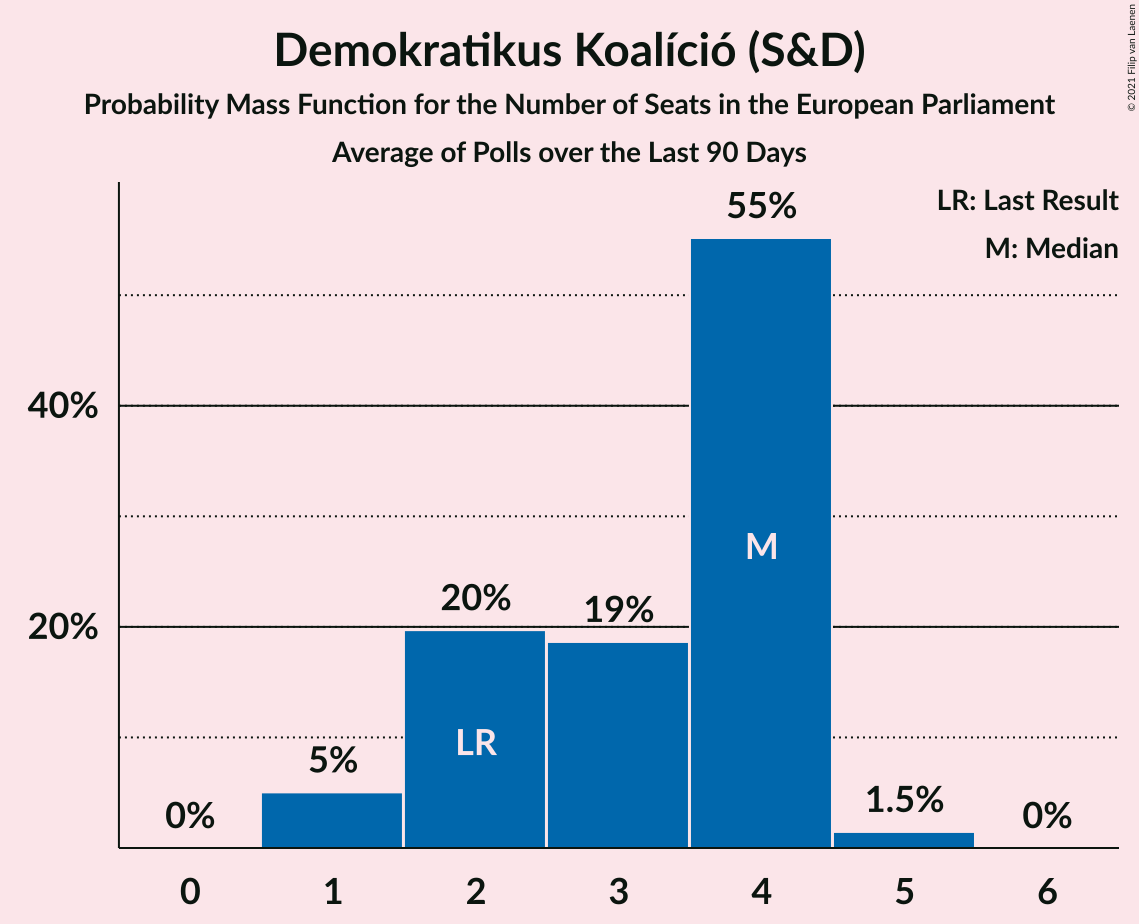 Demokratikus Koalíció (S&D)
Probability Mass Function for the Number of Seats in the European Parliament
Average of Polls over the Last 90 Days
© 2021 Filip van Laenen
LR: Last Result
M: Median
55%
40%
M
20%
20%
19%
LR
5%
0%
1.5%
0%
0 1 2 3 4 5 6